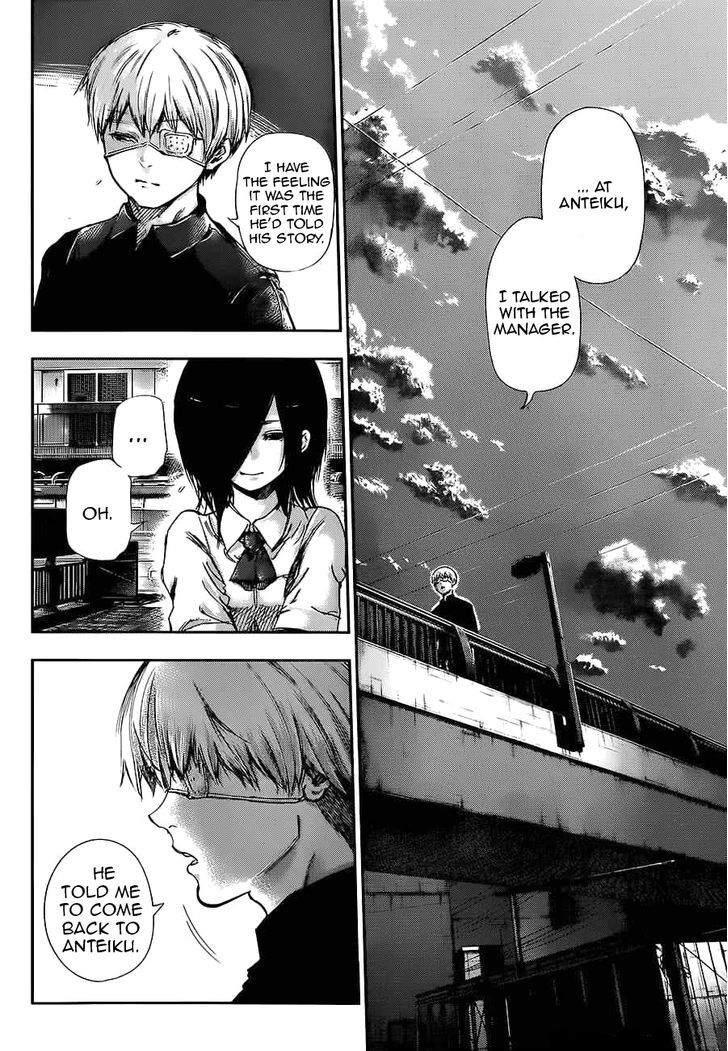 ... AT
ANTEIKU,
I TALKED
WITH THE
MANAGER.
I HAVE
THE FEELING
IT WAS THE
FIRST TIME
HE'D TOLD
HIS STORY.
...
OH.
HE
TOLD ME
TO COME
BACK TO
ANTEIKU.